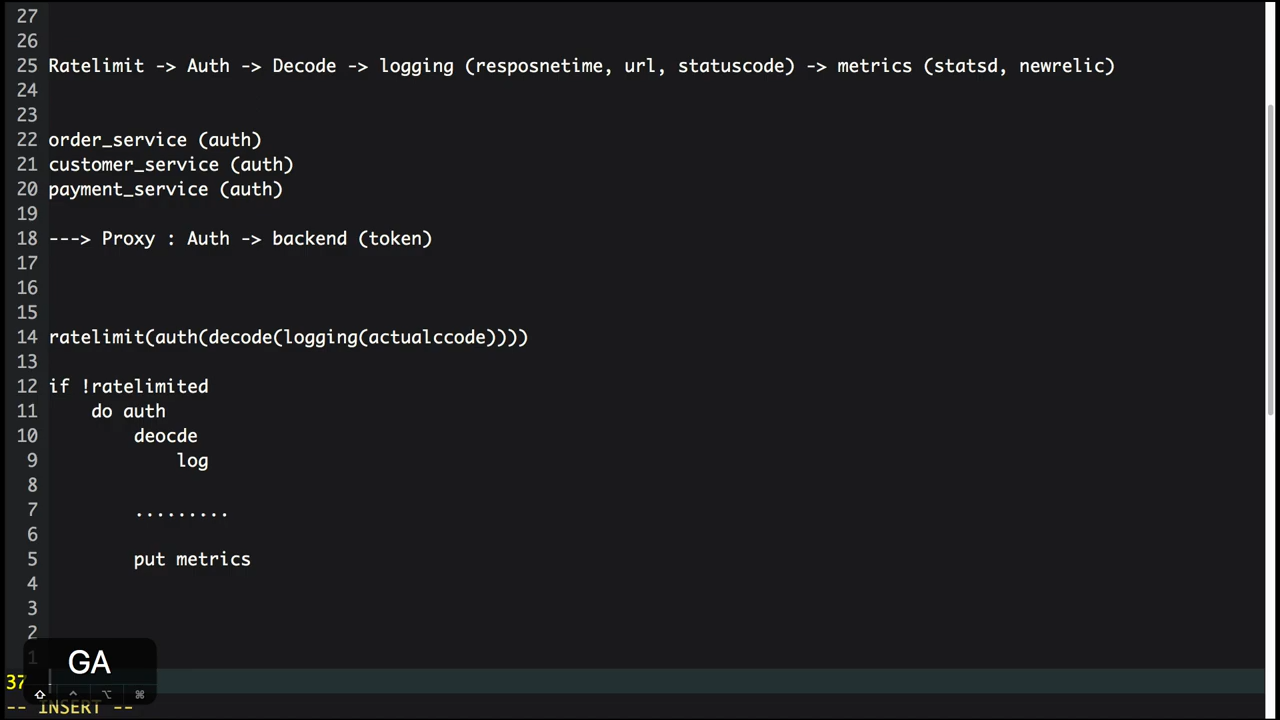 27
26
25 Ratelimit -> Auth -> Decode -> logging (resposnetime, url, statuscode) -> metrics (statsd, newrelic)
24
23
22 order_service (auth)
21 customer_service (auth)
20 payment_service (auth)
19
18 ---> Proxy : Auth -> backend (token)
17
16
15
14 ratelimit(auth(decode(logging(actualccode))))
13
12 if !ratelimited
11     do auth
10         deocde
9             log
8
7         .........
6
5         put metrics
4
3
2
1
GA
37
-- INSERT --